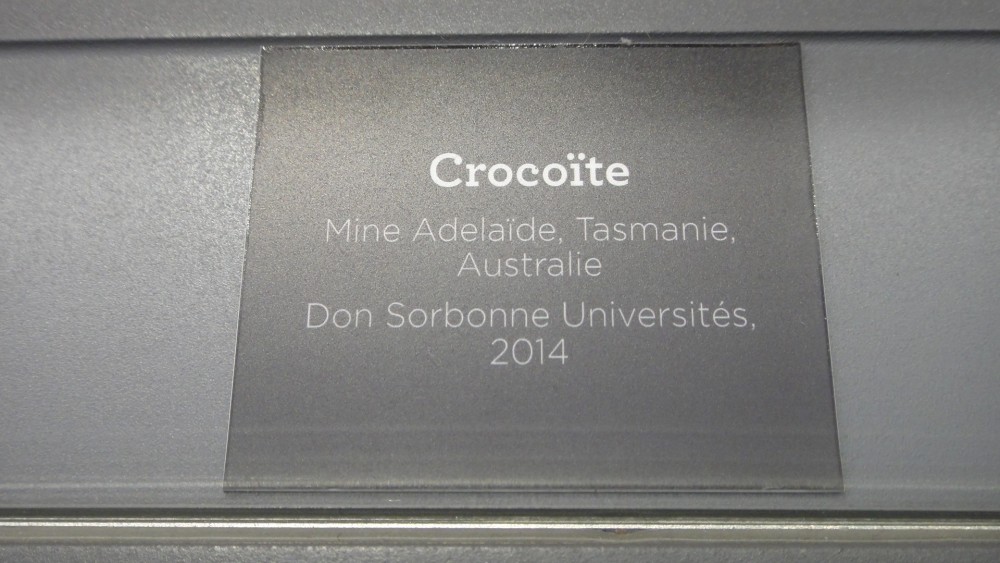 Crocoïte
Mine Adelaïde, Tasmanie,
Australie
Don Sorbonne Universités,
2014